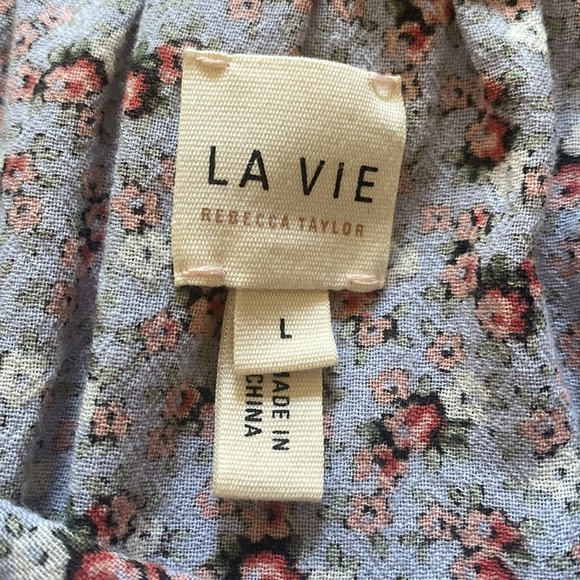 LA VIE
REBECCA TAYLOR
L
MADE IN
CHINA